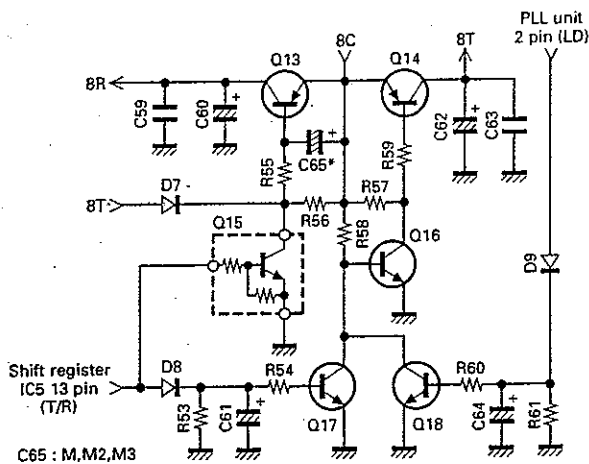 PLL unit
2 pin (LD)
8C
8T
Q13
Q14
8R
C59
C60
C62
C63
R55
C65*
R59
D7
8T
R56
R57
Q15
R58
Q16
D9
Shift register
IC5 13 pin
(T/R)
D8
R54
R60
R53
C61
Q17
Q18
C64
R61
C65 : M,M2,M3